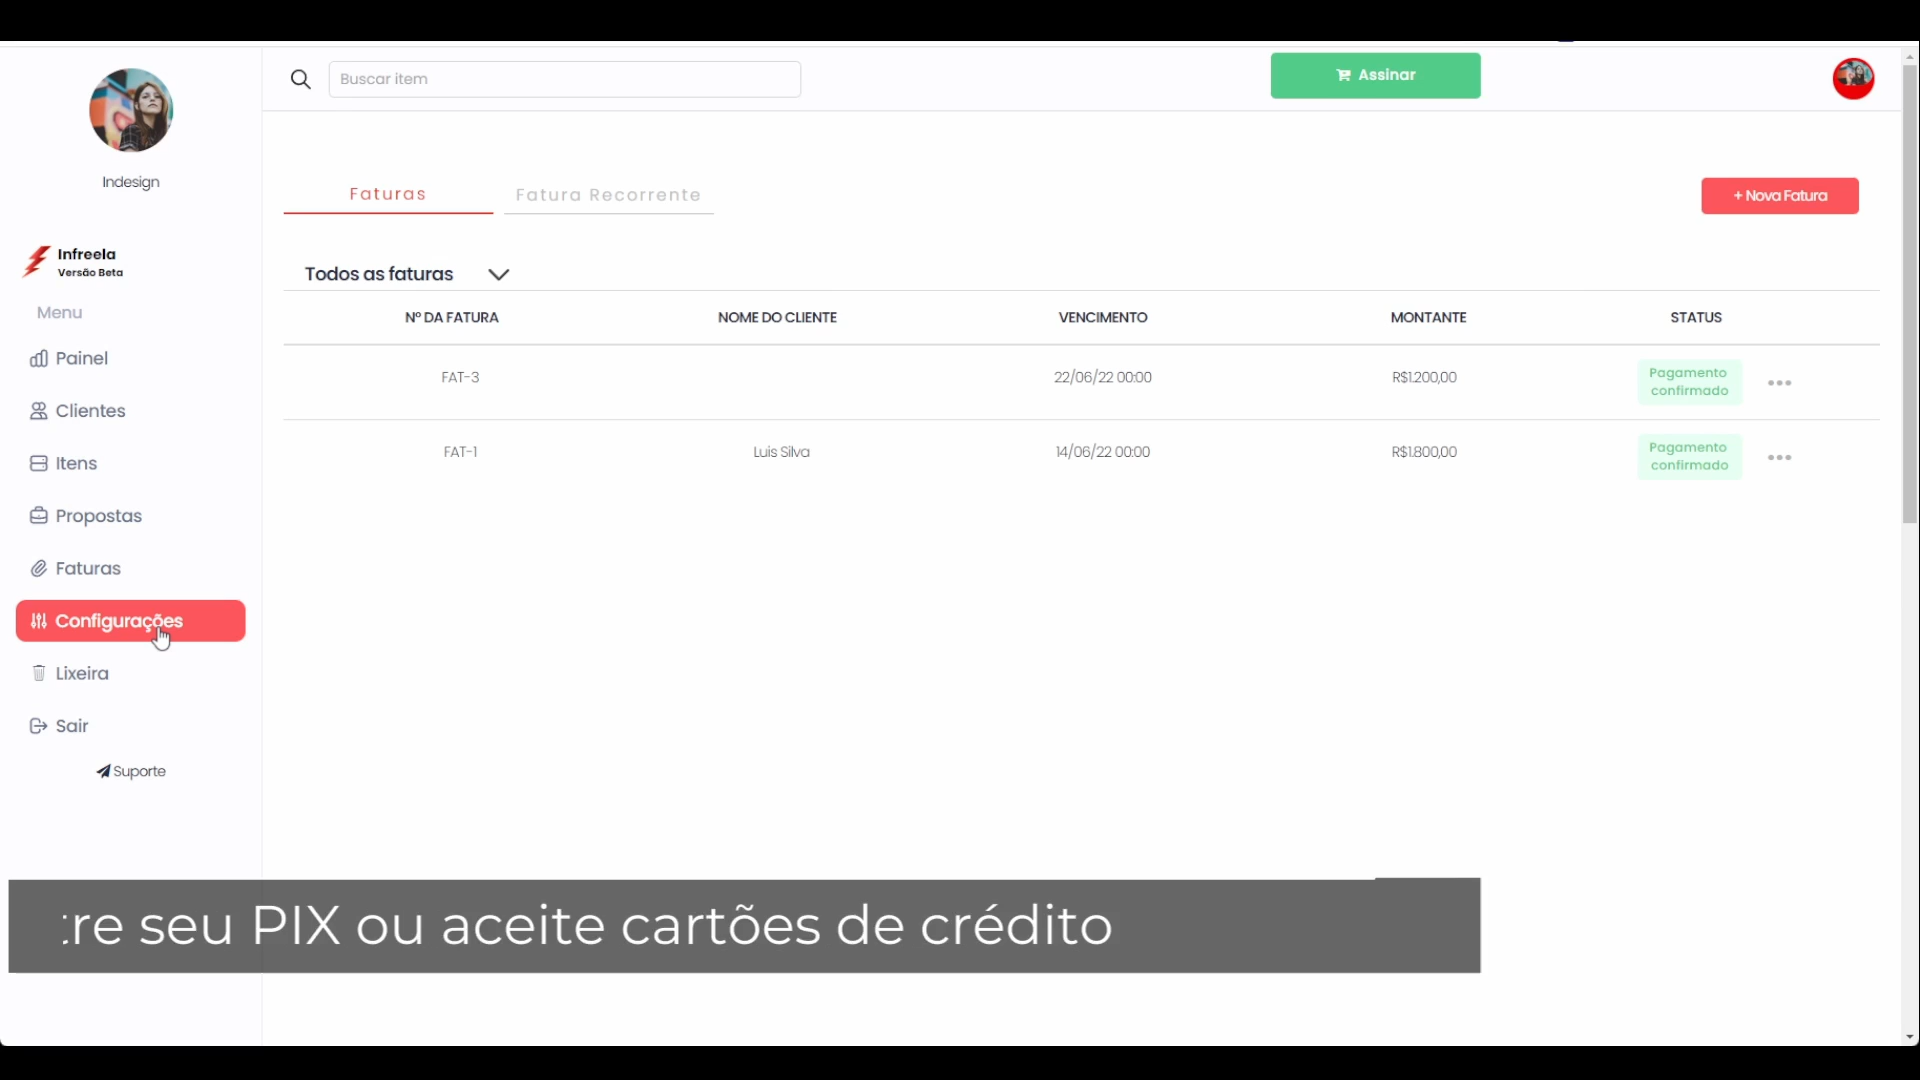 Buscar item
Assinar
Indesign
Infreela
Versão Beta
Menu
Painel
Clientes
Itens
Propostas
Faturas
Configurações
Lixeira
Sair
Suporte
Faturas
Fatura Recorrente
+ Nova Fatura
Todos as faturas
Nº DA FATURA
NOME DO CLIENTE
VENCIMENTO
MONTANTE
STATUS
FAT-3
22/06/22 00:00
R$1.200,00
Pagamento
confirmado
FAT-1
Luis Silva
14/06/22 00:00
R$1.800,00
Pagamento
confirmado
seu PIX ou aceite cartões de crédito